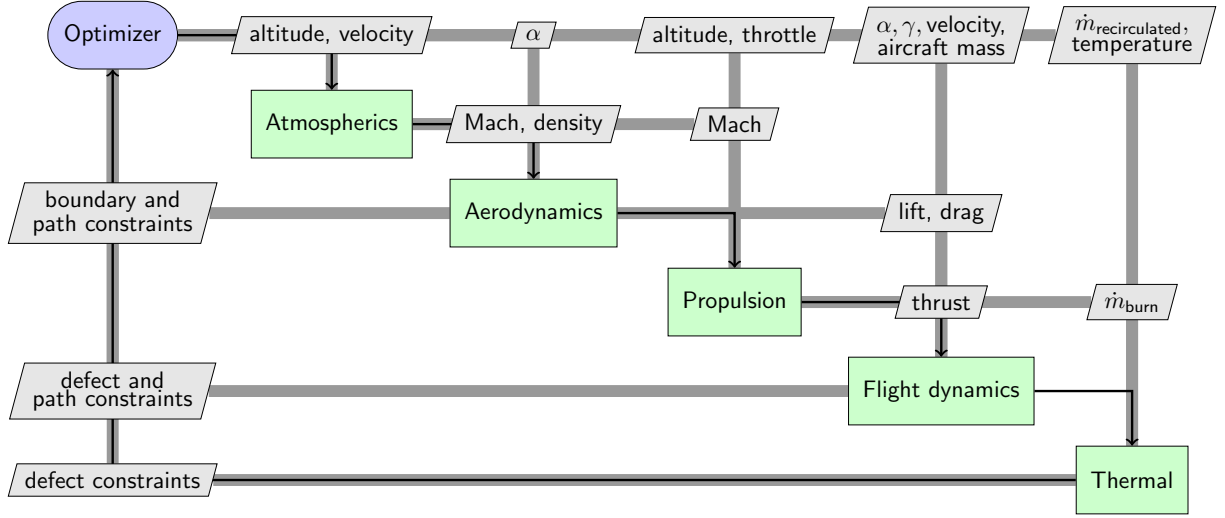 Optimizer
altitude, velocity
α
altitude, throttle
α, γ, velocity,
aircraft mass
ṁrecirculated,
temperature
Atmospherics
Mach, density
Mach
boundary and
path constraints
Aerodynamics
lift, drag
Propulsion
thrust
ṁburn
defect and
path constraints
Flight dynamics
defect constraints
Thermal